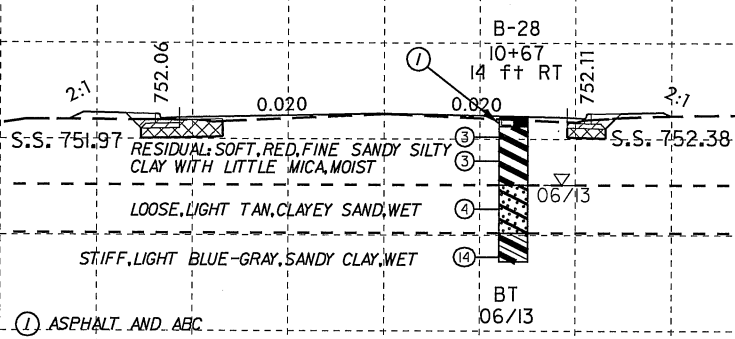 B-28
10+67
14 ft RT
1
752.06
752.11
2:1
0.020
0.020
2:1
S.S. 751.97
S.S. 752.38
RESIDUAL: SOFT, RED, FINE SANDY SILTY
CLAY WITH LITTLE MICA, MOIST
3
3
06/13
LOOSE, LIGHT TAN, CLAYEY SAND, WET
4
STIFF, LIGHT BLUE-GRAY, SANDY CLAY, WET
14
BT
06/13
1 ASPHALT AND ABC